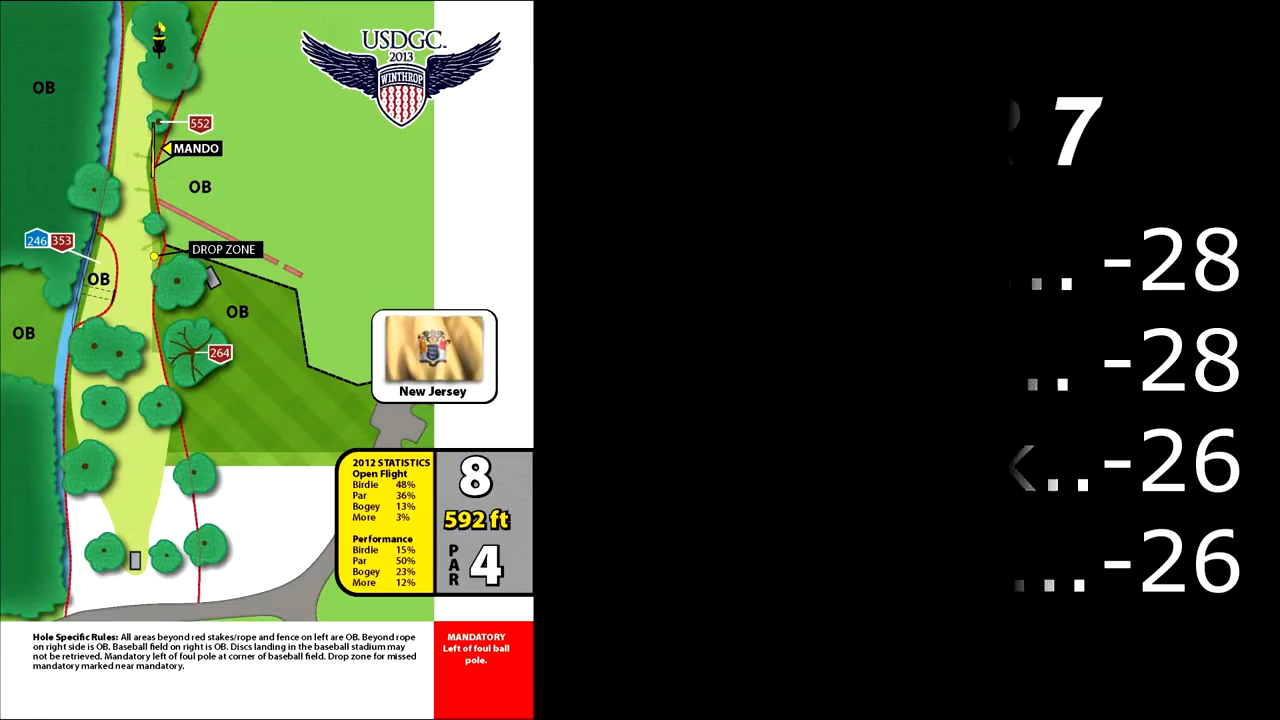 USDGC
2013
WINTHROP
OB
552
MANDO
OB
246 353
DROP ZONE
OB
OB
OB
264
New Jersey
2012 STATISTICS
Open Flight
Birdie 48%
Par 36%
Bogey 13%
More 3%
Performance
Birdie 15%
Par 50%
Bogey 23%
More 12%
8
592 ft
PAR 4
Hole Specific Rules: All areas beyond red stakes/rope and fence on left are OB. Beyond rope
on right side is OB. Baseball field on right is OB. Discs landing in the baseball stadium may
not be retrieved. Mandatory left of foul pole at corner of baseball field. Drop zone for missed
mandatory marked near mandatory.
MANDATORY
Left of foul ball
pole.
7
..-28
..-28
..-26
...-26